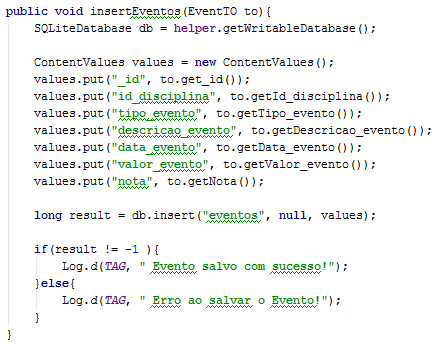 public void insertEventos(EventTO to){
SQLiteDatabase db = helper.getWritableDatabase();
ContentValues values = new ContentValues();
values.put("_id", to.get_id());
values.put("id_disciplina", to.getId_disciplina());
values.put("tipo_evento", to.getTipo_evento());
values.put("descricao_evento", to.getDescricao_evento());
values.put("data_evento", to.getData_evento());
values.put("valor_evento", to.getValor_evento());
values.put("nota", to.getNota());
long result = db.insert("eventos", null, values);
if(result != -1 ){
Log.d(TAG, " Evento salvo com sucesso!");
}else{
Log.d(TAG, " Erro ao salvar o Evento!");
}
}